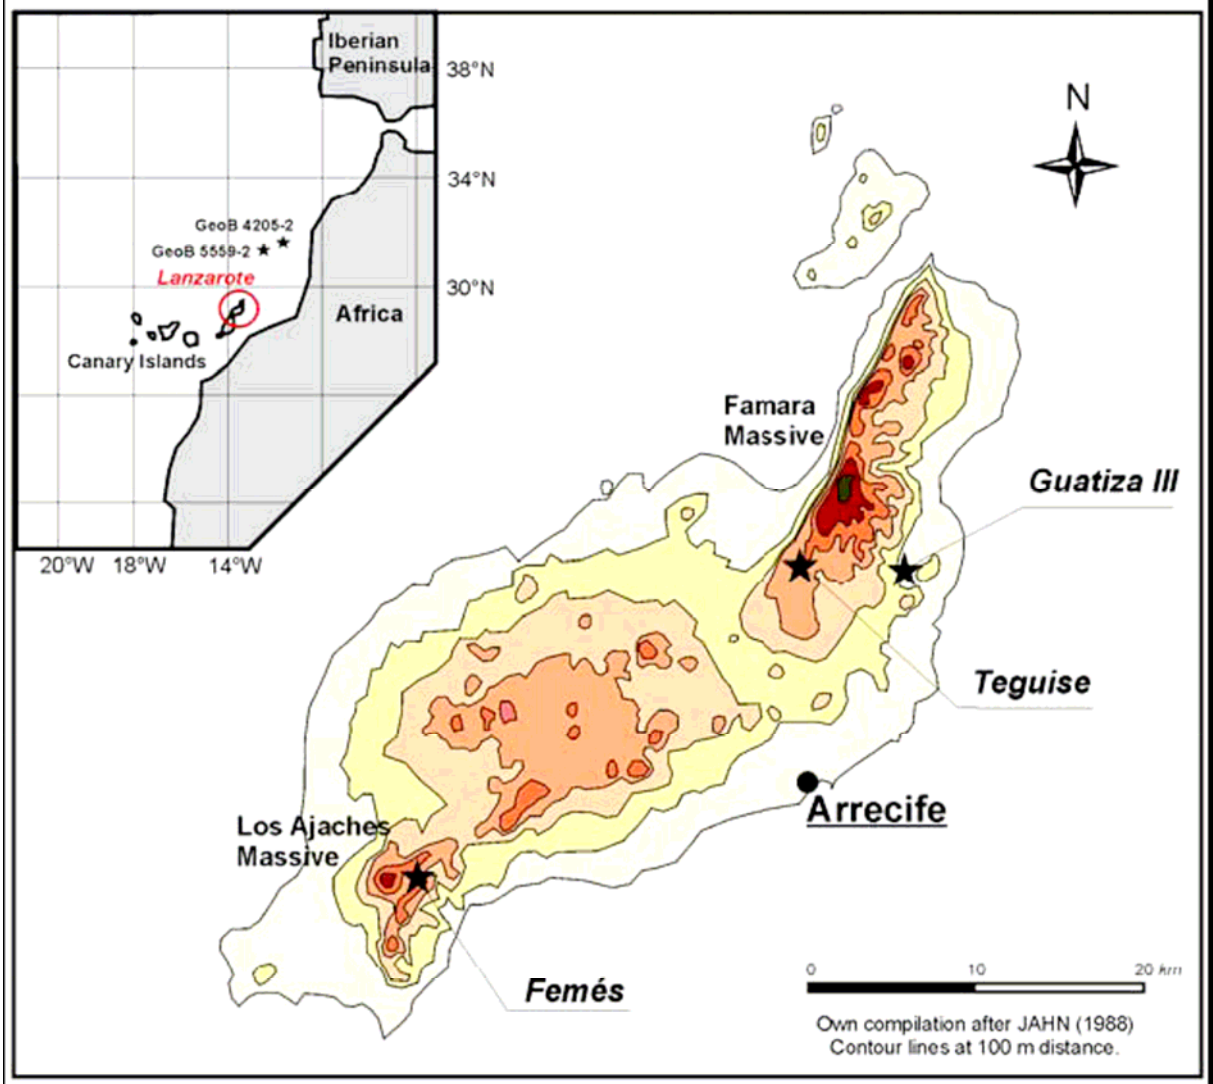 Iberian
Peninsula
38°N
N
34°N
GeoB 4205-2
GeoB 5559-2
Lanzarote
30°N
Africa
Canary Islands
Famara
Massive
Guatiza III
20°W 18°W 14°W
Teguise
Arrecife
Los Ajaches
Massive
Femés
0 10 20 km
Own compilation after JAHN (1988)
Contour lines at 100 m distance.